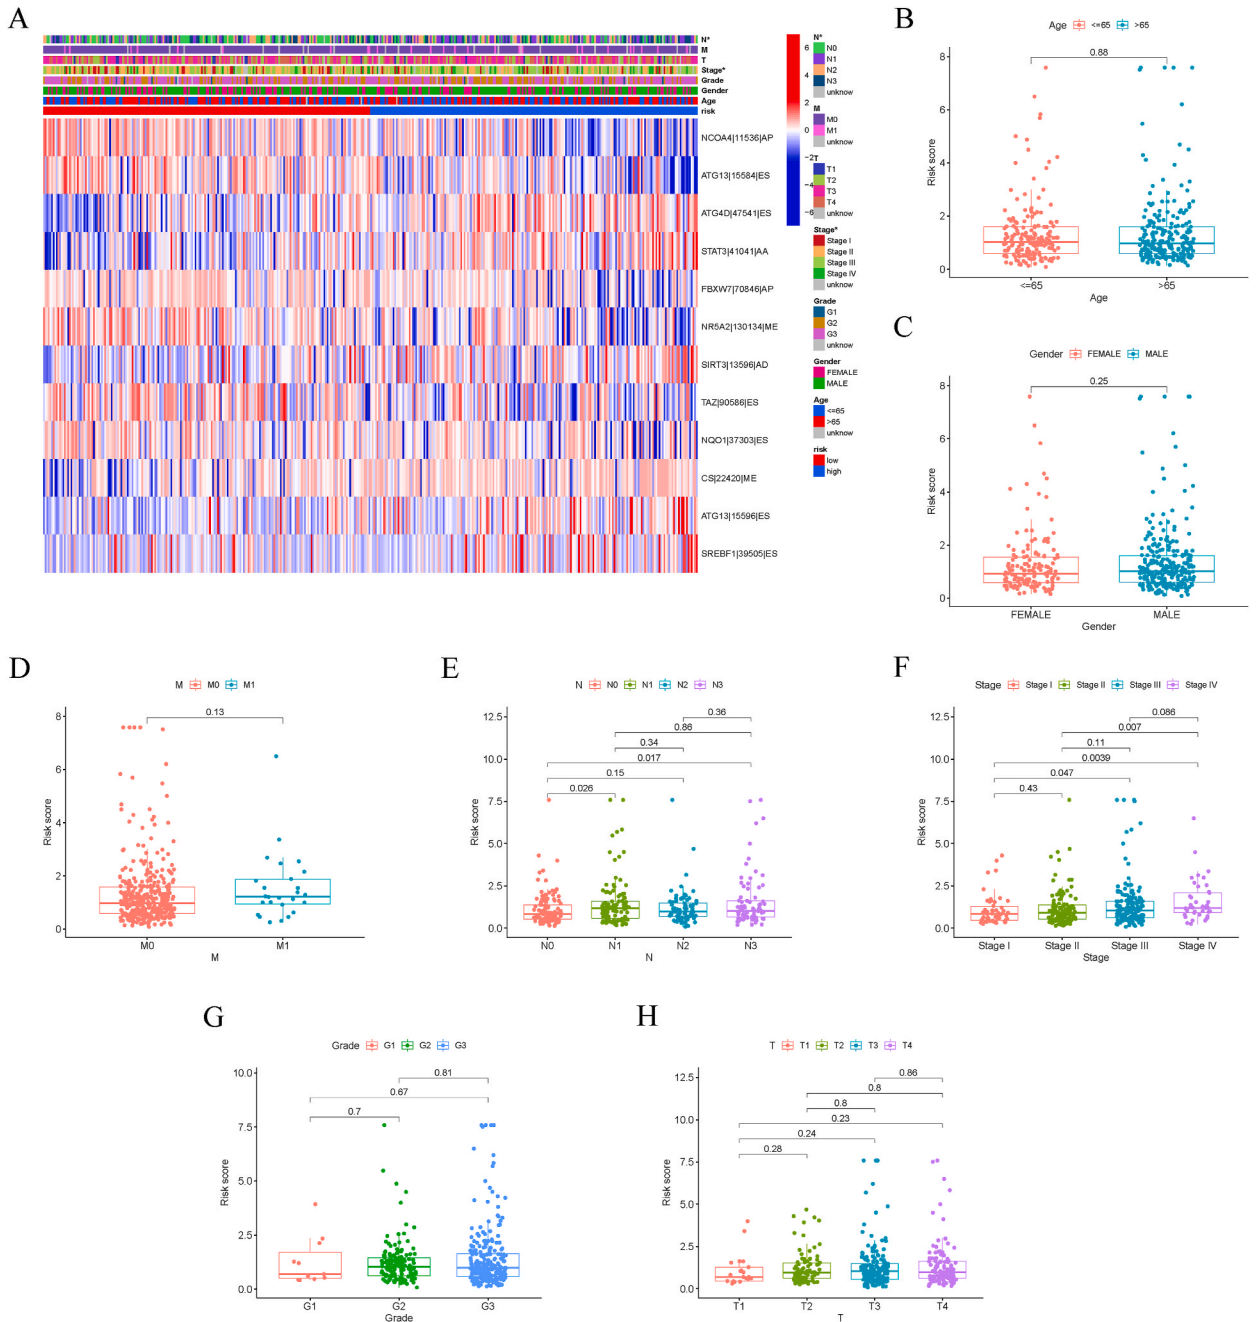 A
N*
M
T
Stage*
Grade
Gender
Age
risk
NCOA4|11536|AP
ATG13|15584|ES
ATG4D|47541|ES
STAT3|41041|AA
FBXW7|70846|AP
NR5A2|130134|ME
SIRT3|13596|AD
TAZ|90586|ES
NQO1|37303|ES
CS|22420|ME
ATG13|15596|ES
SREBF1|39505|ES
6
4
2
0
−2
−4
−6
N*
N0
N1
N2
N3
unknow
M
M0
M1
unknow
T
T1
T2
T3
T4
unknow
Stage*
Stage I
Stage II
Stage III
Stage IV
unknow
Grade
G1
G2
G3
unknow
Gender
FEMALE
MALE
Age
<=65
>65
unknow
risk
low
high
B
Age <=65 >65
0.88
8
6
4
2
0
Risk score
<=65 >65
Age
C
Gender FEMALE MALE
0.25
8
6
4
2
0
Risk score
FEMALE MALE
Gender
D
M M0 M1
0.13
8
6
4
2
0
Risk score
M0 M1
M
E
N N0 N1 N2 N3
0.36
0.86
0.34
0.017
0.15
0.026
12.5
10.0
7.5
5.0
2.5
0.0
Risk score
N0 N1 N2 N3
N
F
Stage Stage I Stage II Stage III Stage IV
0.086
0.007
0.11
0.0039
0.047
0.43
12.5
10.0
7.5
5.0
2.5
0.0
Risk score
Stage I Stage II Stage III Stage IV
Stage
G
Grade G1 G2 G3
0.81
0.67
0.7
10.0
7.5
5.0
2.5
0.0
Risk score
G1 G2 G3
Grade
H
T T1 T2 T3 T4
0.86
0.8
0.8
0.23
0.24
0.28
12.5
10.0
7.5
5.0
2.5
0.0
Risk score
T1 T2 T3 T4
T